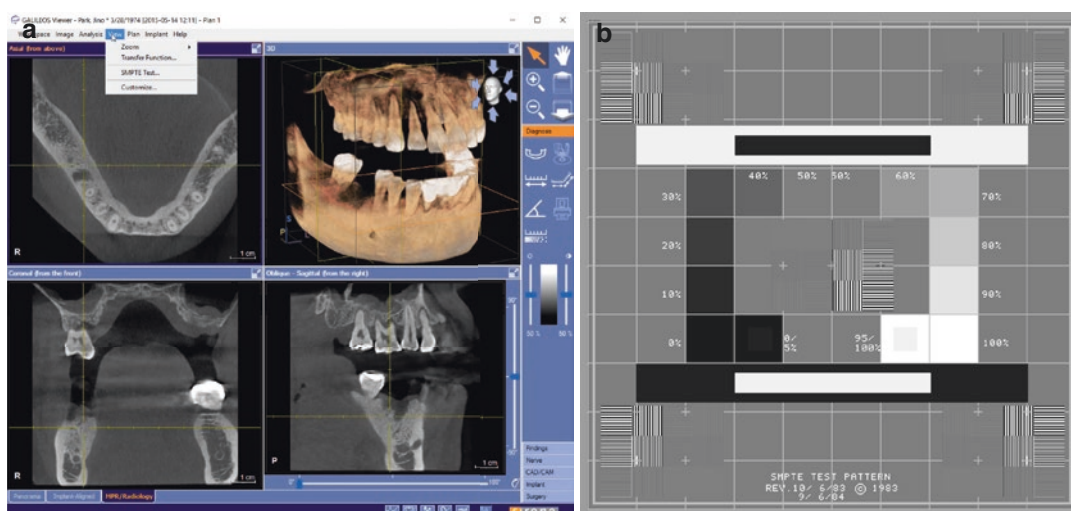 a
GALILEOS Viewer - Park, Jino * 3/28/1974 [2015-05-14 12:11] - Plan 1
Workspace Image Analysis View Plan Implant Help
Zoom
Transfer Function...
SMPTE Test...
Customize...
Axial (from above)
3D
R
1 cm
S
P
Diagnosis
50 % 50 %
Coronal (from the front)
Oblique - Sagittal (from the right)
R
1 cm
P
1 cm
Findings
Nerve
CAD/CAM
Implant
Surgery
Panorama Implant Aligned MPR/Radiology
b
40% 50% 50% 60%
30% 70%
20% 80%
10% 90%
0% 0/ 95/ 100%
5% 100%
SMPTE TEST PATTERN
REV.10/ 6/83 © 1983
9/ 6/84